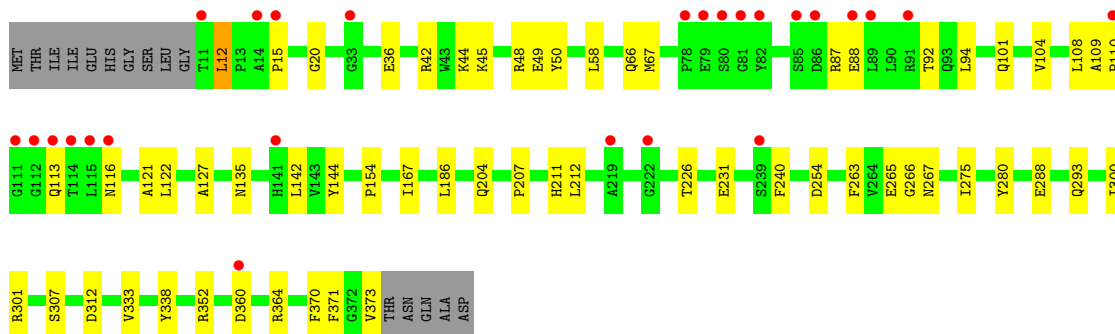 MET THR ILE ILE GLU HIS GLY SER LEU GLY T11 L12 P13 A14 P15 G20 G33 E36 R42 W43 K44 K45 R48 E49 Y50 L58 Q66 M67 P78 E79 S80 G81 Y82 S85 D86 R87 E88 L89 L90 R91 T92 Q93 L94 Q101 V104 L108 A109
G111 G112 Q113 T114 L115 N116 A121 L122 A127 N135 H141 L142 V143 Y144 P154 I167 L186 Q204 P207 H211 L212 A219 G222 T226 E231 S239 F240 D254 F263 V264 E265 G266 N267 I275 Y280 E288 Q293
R301 S307 D312 V333 Y338 R352 D360 R364 F370 F371 G372 V373 THR ASN GLN ALA ASP